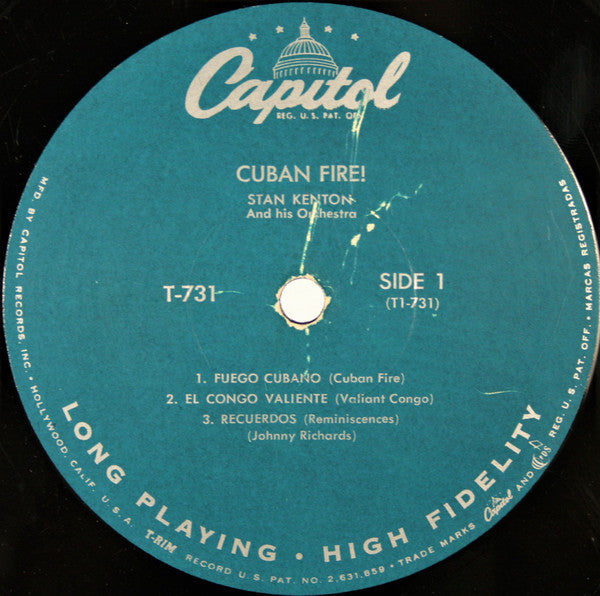 Capitol
REG. U.S. PAT. OFF.
CUBAN FIRE!
STAN KENTON
And his Orchestra
T-731
SIDE 1
(T1-731)
1. FUEGO CUBANO (Cuban Fire)
2. EL CONGO VALIENTE (Valiant Congo)
3. RECUERDOS (Reminiscences)
(Johnny Richards)
LONG PLAYING • HIGH FIDELITY
MFD. BY CAPITOL RECORDS, INC. • HOLLYWOOD, CALIF. U.S.A. T-RIM RECORD U.S. PAT. NO. 2,631,859 • TRADE MARKS Capitol AND REG. U.S. PAT. OFF. • MARCAS REGISTRADAS